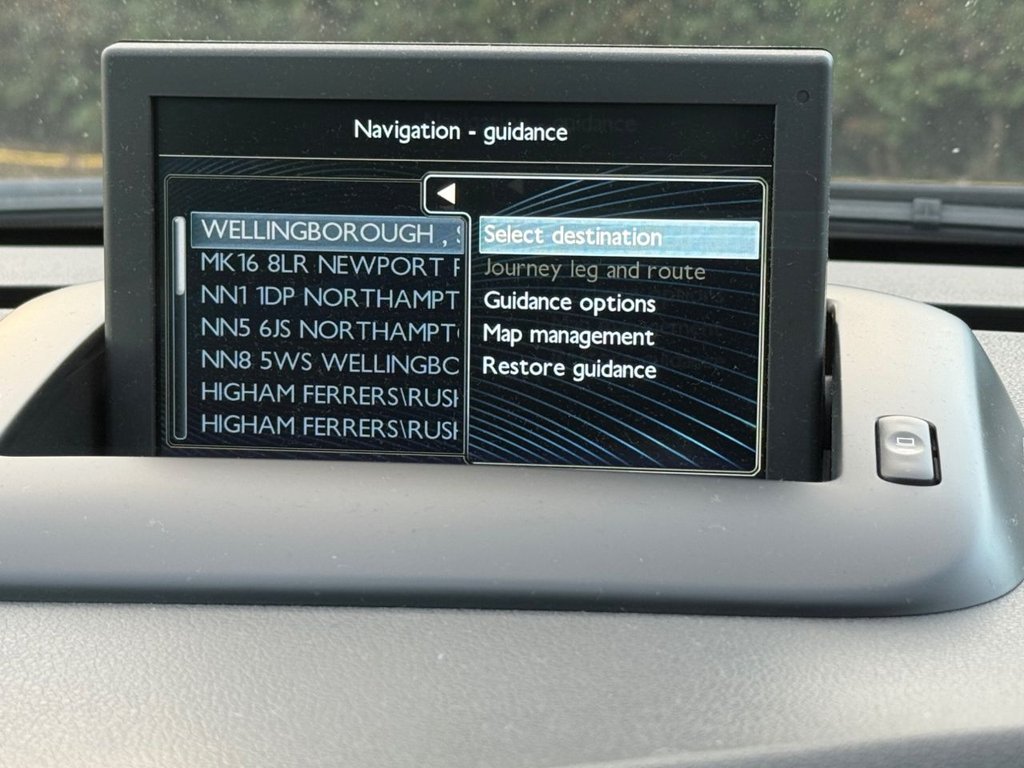 Navigation - guidance
WELLINGBOROUGH , S
MK16 8LR NEWPORT P
NN1 1DP NORTHAMPT
NN5 6JS NORTHAMPT
NN8 5WS WELLINGBO
HIGHAM FERRERS\RUSH
HIGHAM FERRERS\RUSH
Select destination
Journey leg and route
Guidance options
Map management
Restore guidance